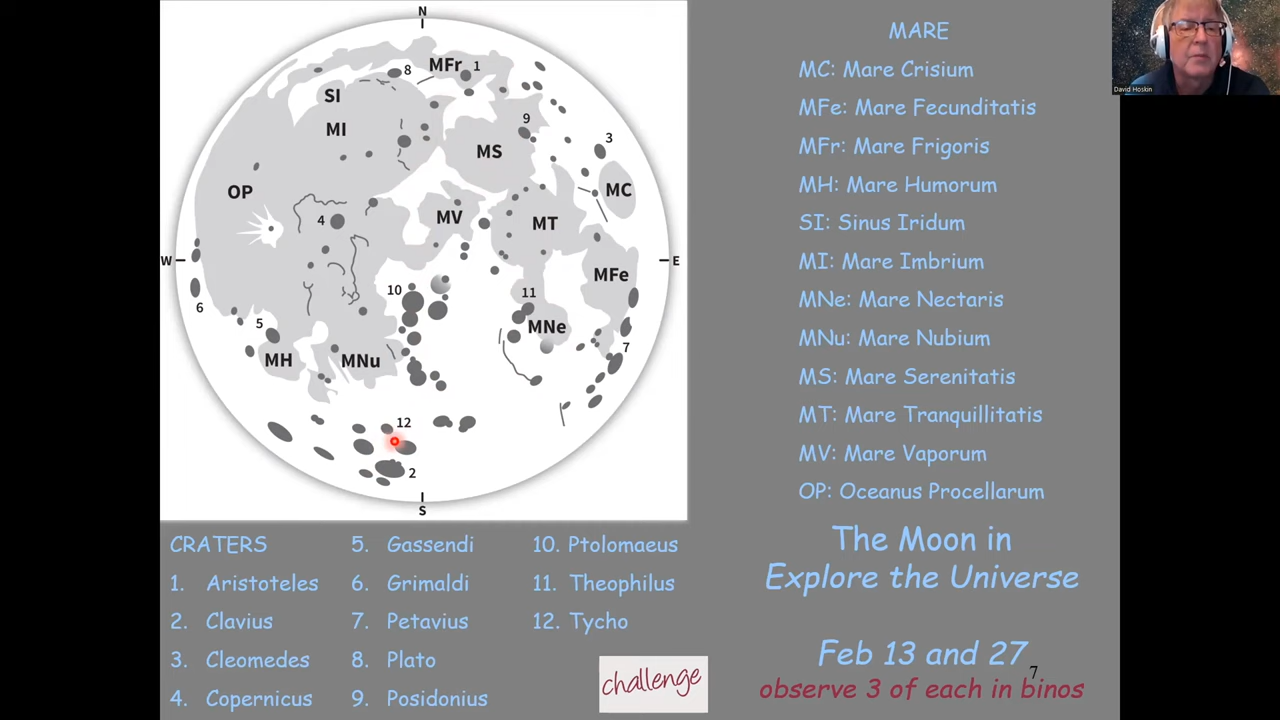 N
MFr 1
8
SI
MI
9
MS
3
MC
OP
4
MV
MT
W
E
MFe
10
11
6
5
MNe
7
MH
MNu
12
2
S
MARE
MC: Mare Crisium
MFe: Mare Fecunditatis
MFr: Mare Frigoris
MH: Mare Humorum
SI: Sinus Iridum
MI: Mare Imbrium
MNe: Mare Nectaris
MNu: Mare Nubium
MS: Mare Serenitatis
MT: Mare Tranquillitatis
MV: Mare Vaporum
OP: Oceanus Procellarum
CRATERS
1. Aristoteles
2. Clavius
3. Cleomedes
4. Copernicus
5. Gassendi
6. Grimaldi
7. Petavius
8. Plato
9. Posidonius
10. Ptolomaeus
11. Theophilus
12. Tycho
challenge
The Moon in
Explore the Universe
Feb 13 and 27
7
observe 3 of each in binos
David Hoskin